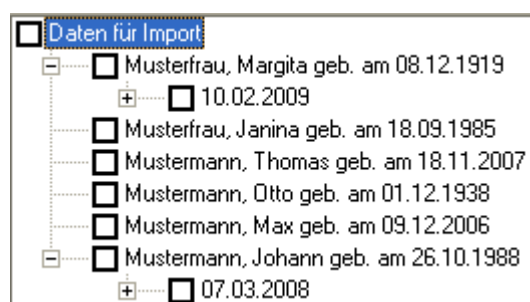 Daten für Import
Musterfrau, Margita geb. am 08.12.1919
10.02.2009
Musterfrau, Janina geb. am 18.09.1985
Mustermann, Thomas geb. am 18.11.2007
Mustermann, Otto geb. am 01.12.1938
Mustermann, Max geb. am 09.12.2006
Mustermann, Johann geb. am 26.10.1988
07.03.2008